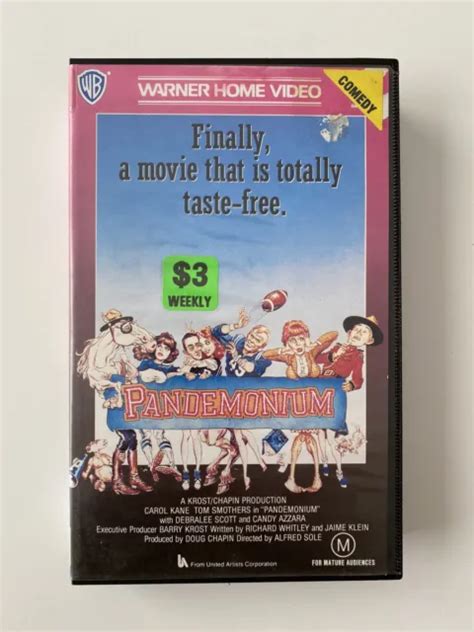 WB
WARNER HOME VIDEO
COMEDY
Finally,
a movie that is totally
taste-free.
$3
WEEKLY
PANDEMONIUM
A KROST/CHAPIN PRODUCTION
CAROL KANE TOM SMOTHERS in "PANDEMONIUM"
with DEBRALEE SCOTT and CANDY AZZARA
Executive Producer BARRY KROST Written by RICHARD WHITLEY and JAIME KLEIN
Produced by DOUG CHAPIN Directed by ALFRED SOLE
From United Artists Corporation
M
FOR MATURE AUDIENCES